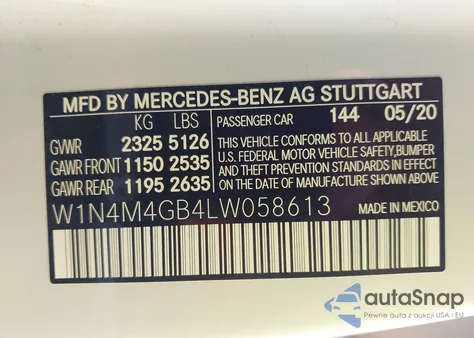 MFD BY MERCEDES-BENZ AG STUTTGART
KG LBS PASSENGER CAR 144 05/20
GVWR 2325 5126
GAWR FRONT 1150 2535
GAWR REAR 1195 2635
THIS VEHICLE CONFORMS TO ALL APPLICABLE
U.S. FEDERAL MOTOR VEHICLE SAFETY, BUMPER
AND THEFT PREVENTION STANDARDS IN EFFECT
ON THE DATE OF MANUFACTURE SHOWN ABOVE
W1N4M4GB4LW058613 MADE IN MEXICO
autoSnap
Pewne auta z aukcji USA i EU